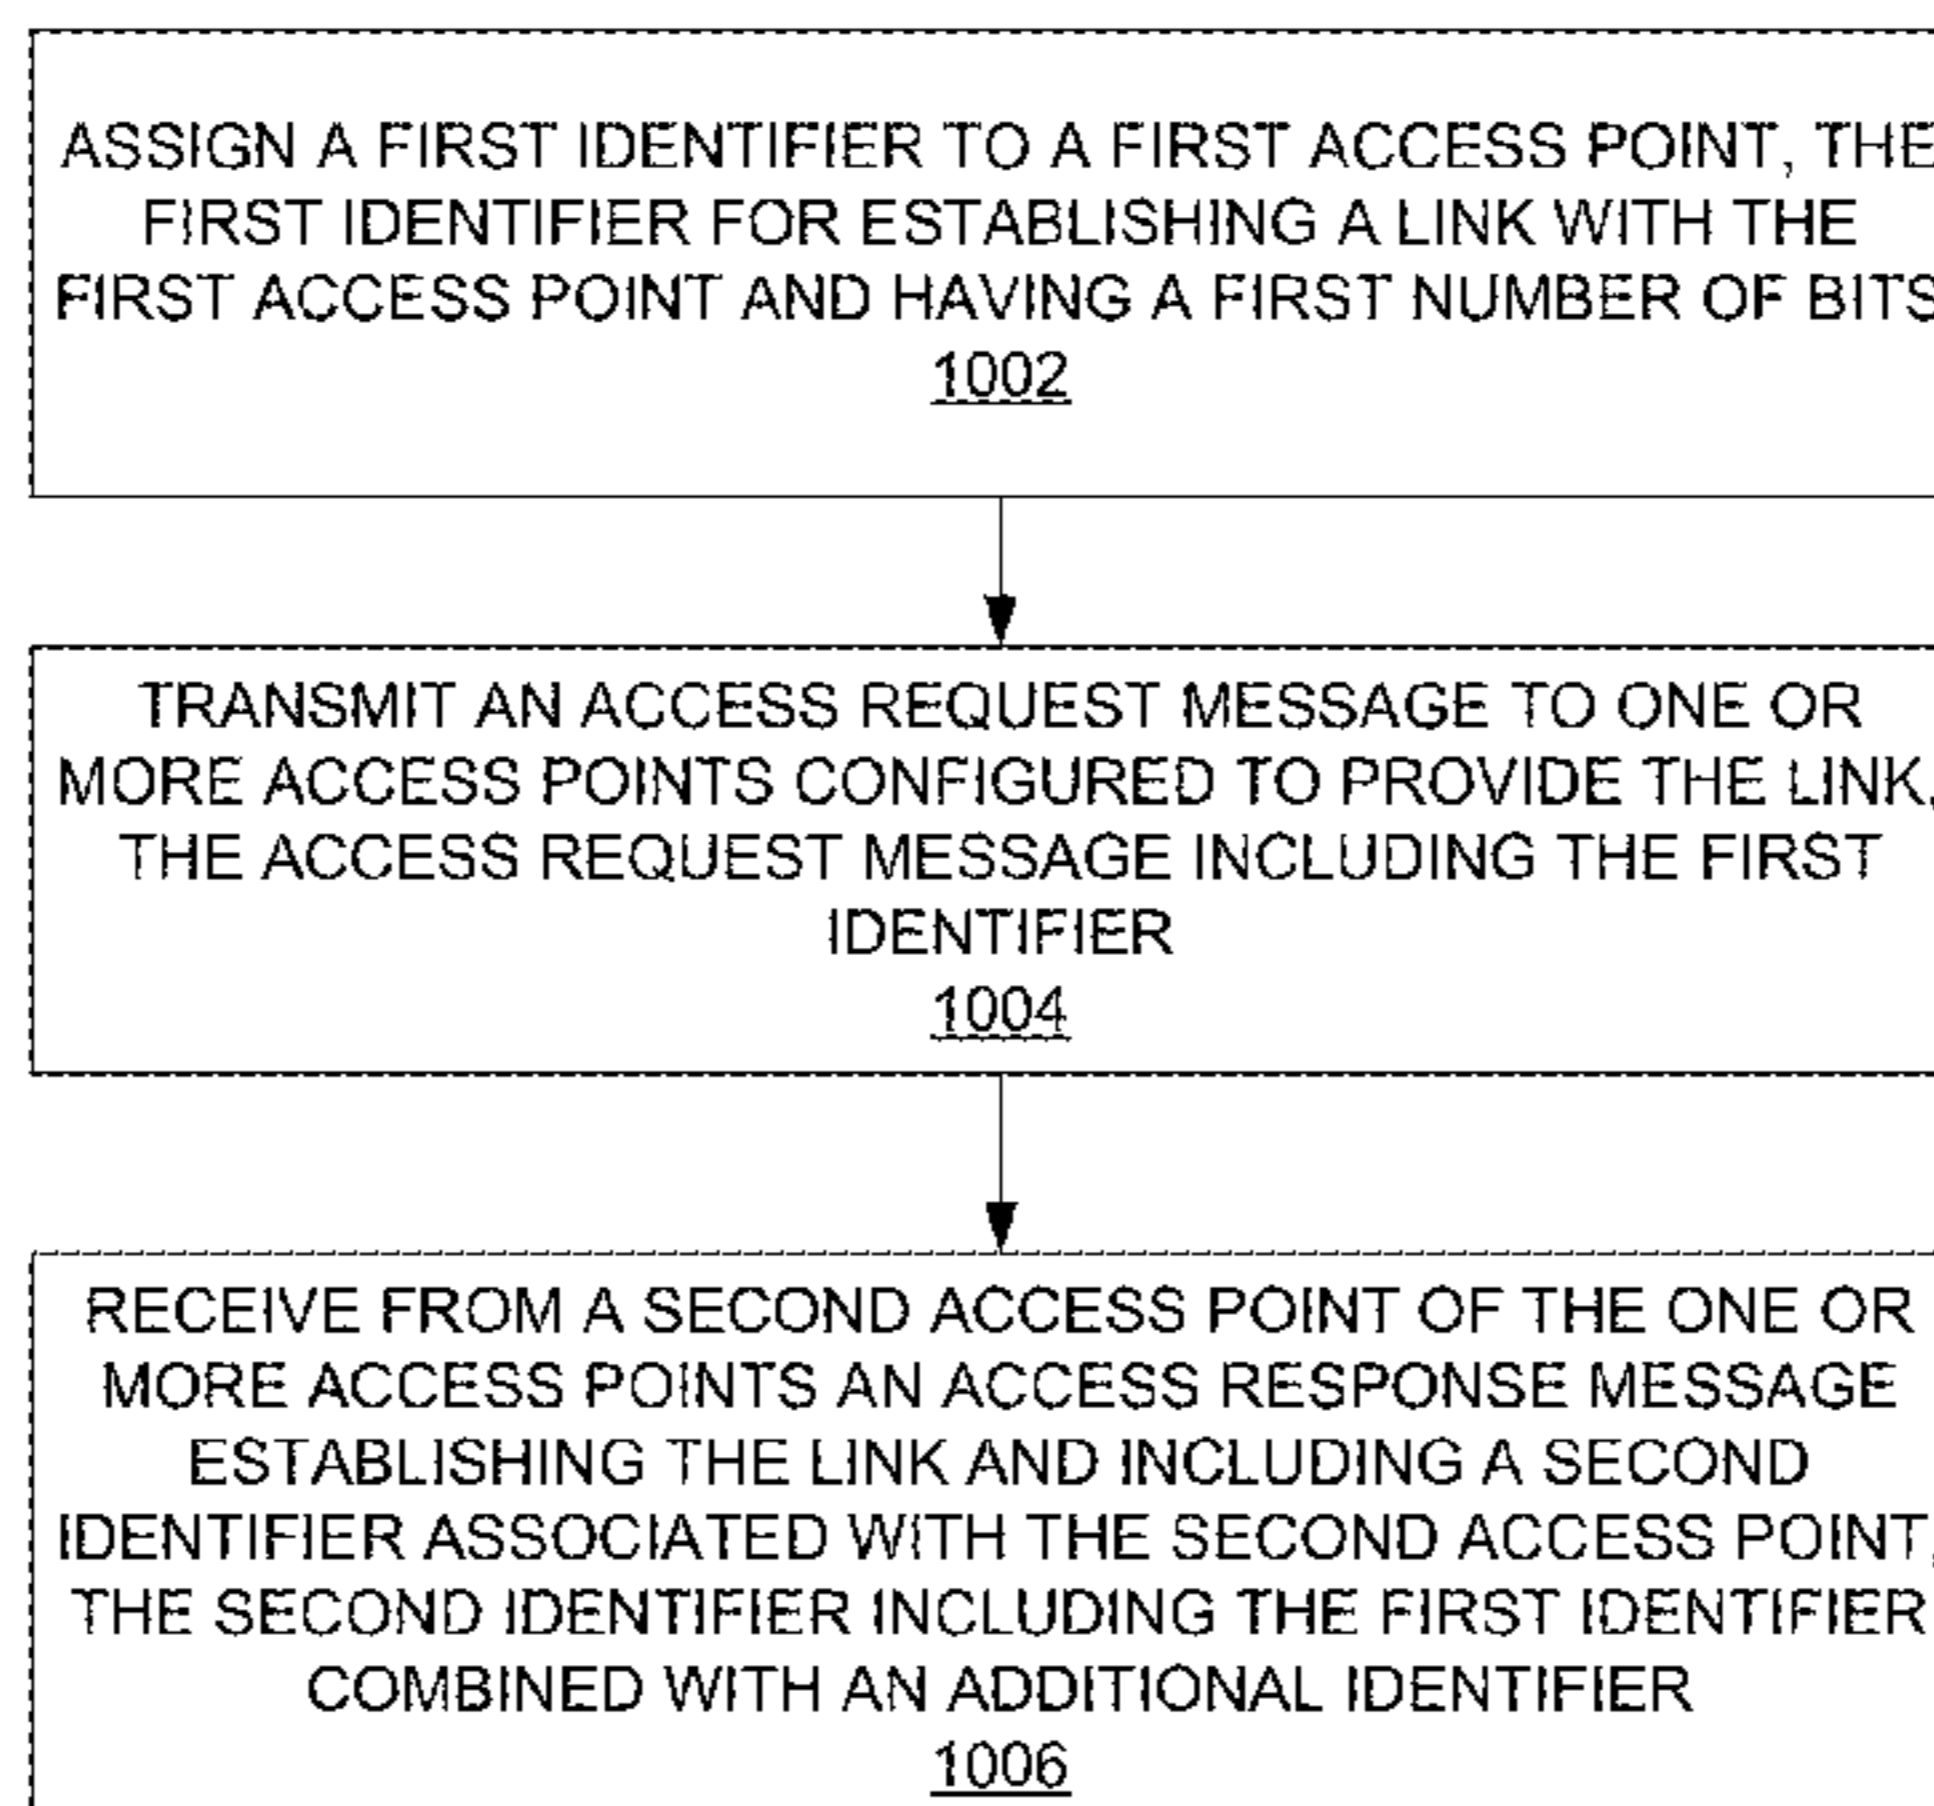 ASSIGN A FIRST IDENTIFIER TO A FIRST ACCESS POINT, THE
FIRST IDENTIFIER FOR ESTABLISHING A LINK WITH THE
FIRST ACCESS POINT AND HAVING A FIRST NUMBER OF BITS
1002
TRANSMIT AN ACCESS REQUEST MESSAGE TO ONE OR
MORE ACCESS POINTS CONFIGURED TO PROVIDE THE LINK,
THE ACCESS REQUEST MESSAGE INCLUDING THE FIRST
IDENTIFIER
1004
RECEIVE FROM A SECOND ACCESS POINT OF THE ONE OR
MORE ACCESS POINTS AN ACCESS RESPONSE MESSAGE
ESTABLISHING THE LINK AND INCLUDING A SECOND
IDENTIFIER ASSOCIATED WITH THE SECOND ACCESS POINT,
THE SECOND IDENTIFIER INCLUDING THE FIRST IDENTIFIER
COMBINED WITH AN ADDITIONAL IDENTIFIER
1006